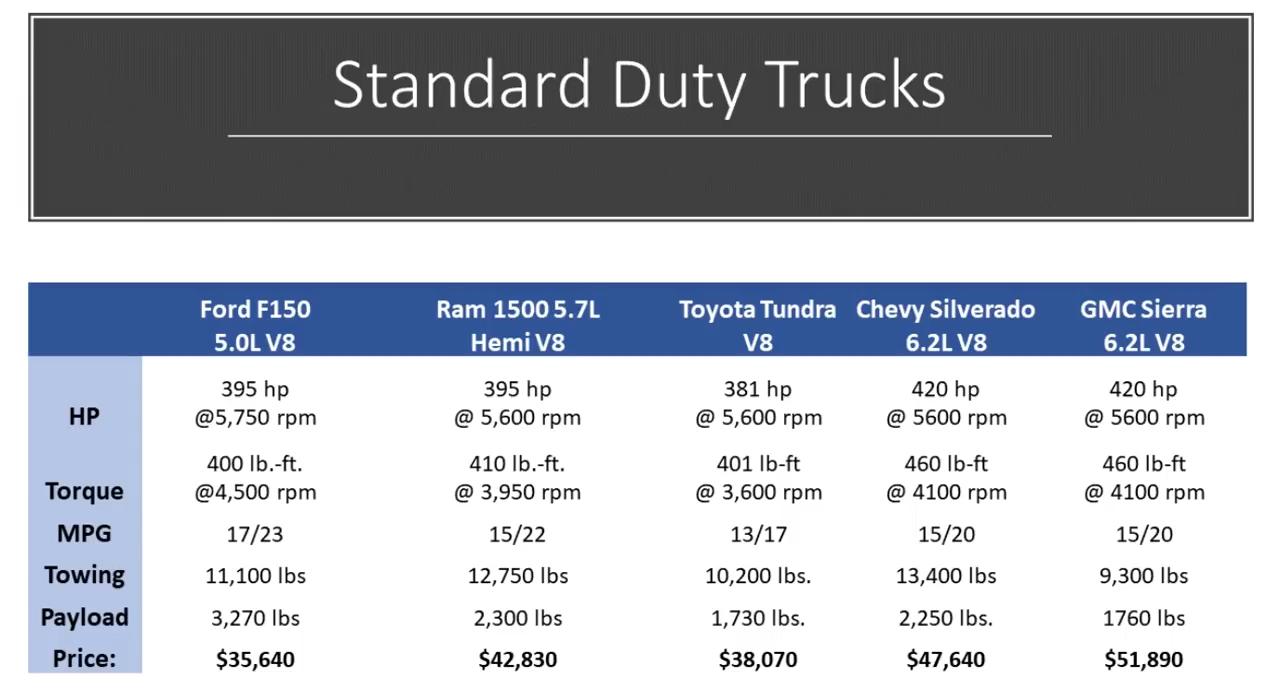 Standard Duty Trucks
Ford F150 5.0L V8 Ram 1500 5.7L Hemi V8 Toyota Tundra V8 Chevy Silverado 6.2L V8 GMC Sierra 6.2L V8
HP 395 hp @5,750 rpm 395 hp @ 5,600 rpm 381 hp @ 5,600 rpm 420 hp @ 5600 rpm 420 hp @ 5600 rpm
Torque 400 lb.-ft. @4,500 rpm 410 lb.-ft. @ 3,950 rpm 401 lb-ft @ 3,600 rpm 460 lb-ft @ 4100 rpm 460 lb-ft @ 4100 rpm
MPG 17/23 15/22 13/17 15/20 15/20
Towing 11,100 lbs 12,750 lbs 10,200 lbs. 13,400 lbs 9,300 lbs
Payload 3,270 lbs 2,300 lbs 1,730 lbs. 2,250 lbs. 1760 lbs
Price: $35,640 $42,830 $38,070 $47,640 $51,890